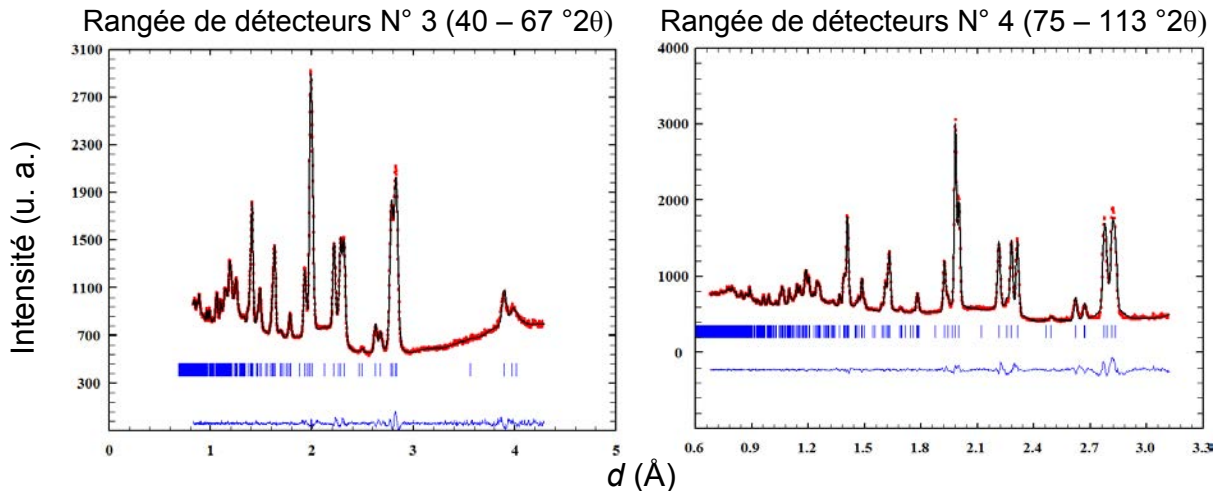 Rangée de détecteurs N° 3 (40 – 67 °2θ)
Rangée de détecteurs N° 4 (75 – 113 °2θ)
Intensité (u. a.)
3100
2700
2300
1900
1500
1100
700
300
0 1 2 3 4 5
4000
3000
2000
1000
0
0.6 0.9 1.2 1.5 1.8 2.1 2.4 2.7 3.0 3.3
d (Å)